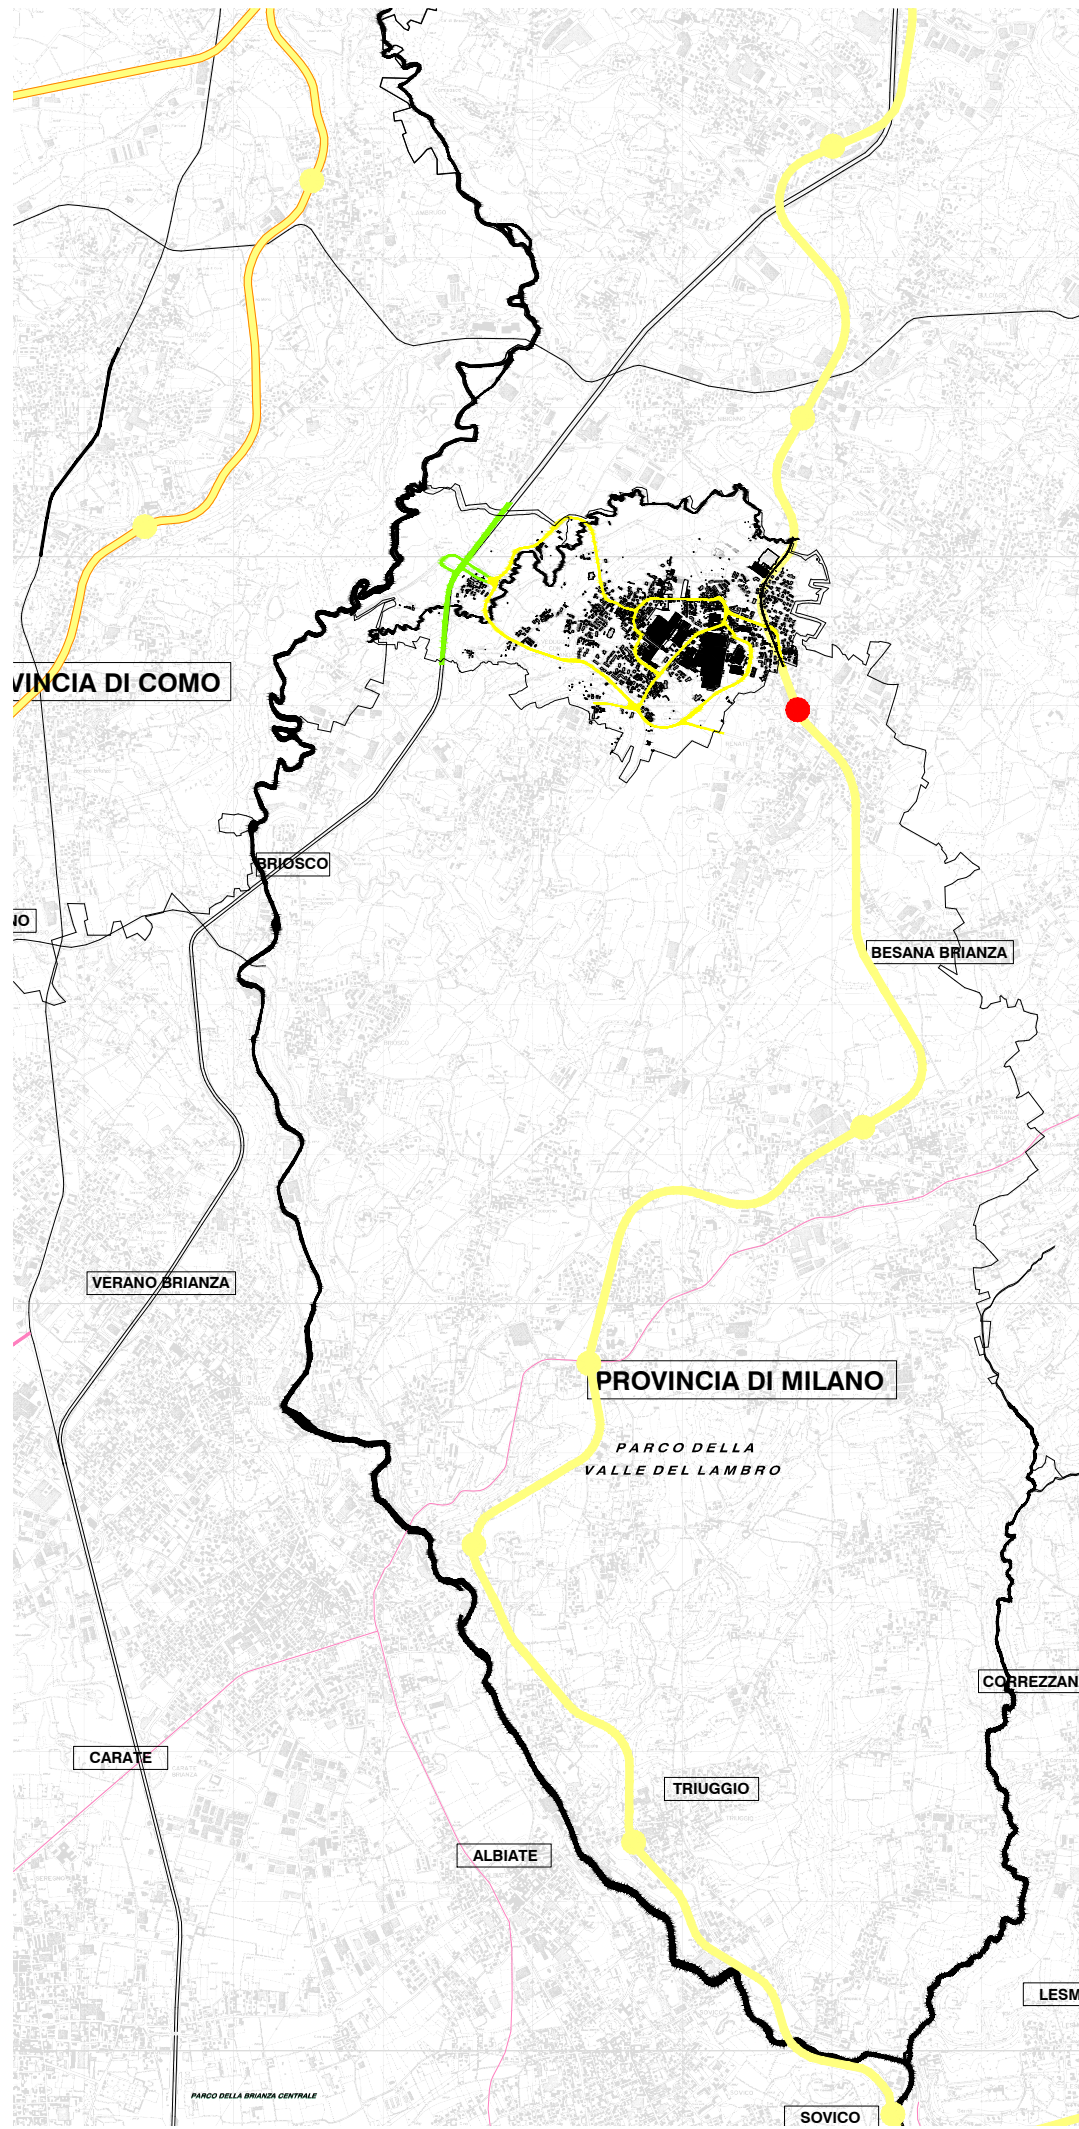 VINCIA DI COMO
BRIOSCO
NO
BESANA BRIANZA
VERANO BRIANZA
PROVINCIA DI MILANO
PARCO DELLA
VALLE DEL LAMBRO
CORREZZAN
CARATE
TRIUGGIO
ALBIATE
LESM
PARCO DELLA BRIANZA CENTRALE
SOVICO